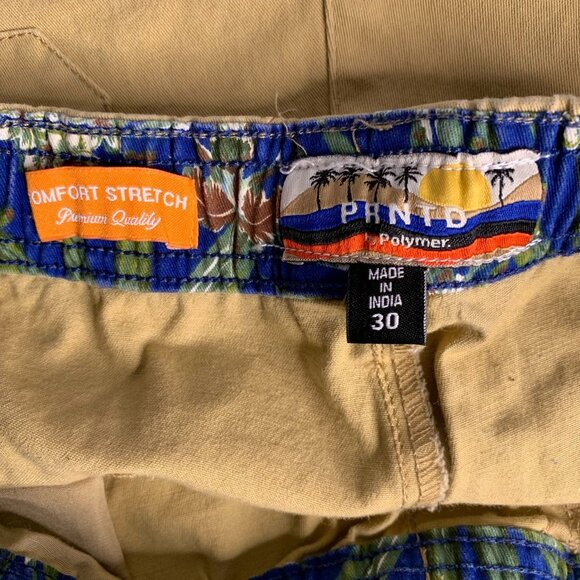 OMFORT STRETCH
Premium Quality
PRNTD
by Polymer.
MADE
IN
INDIA
30